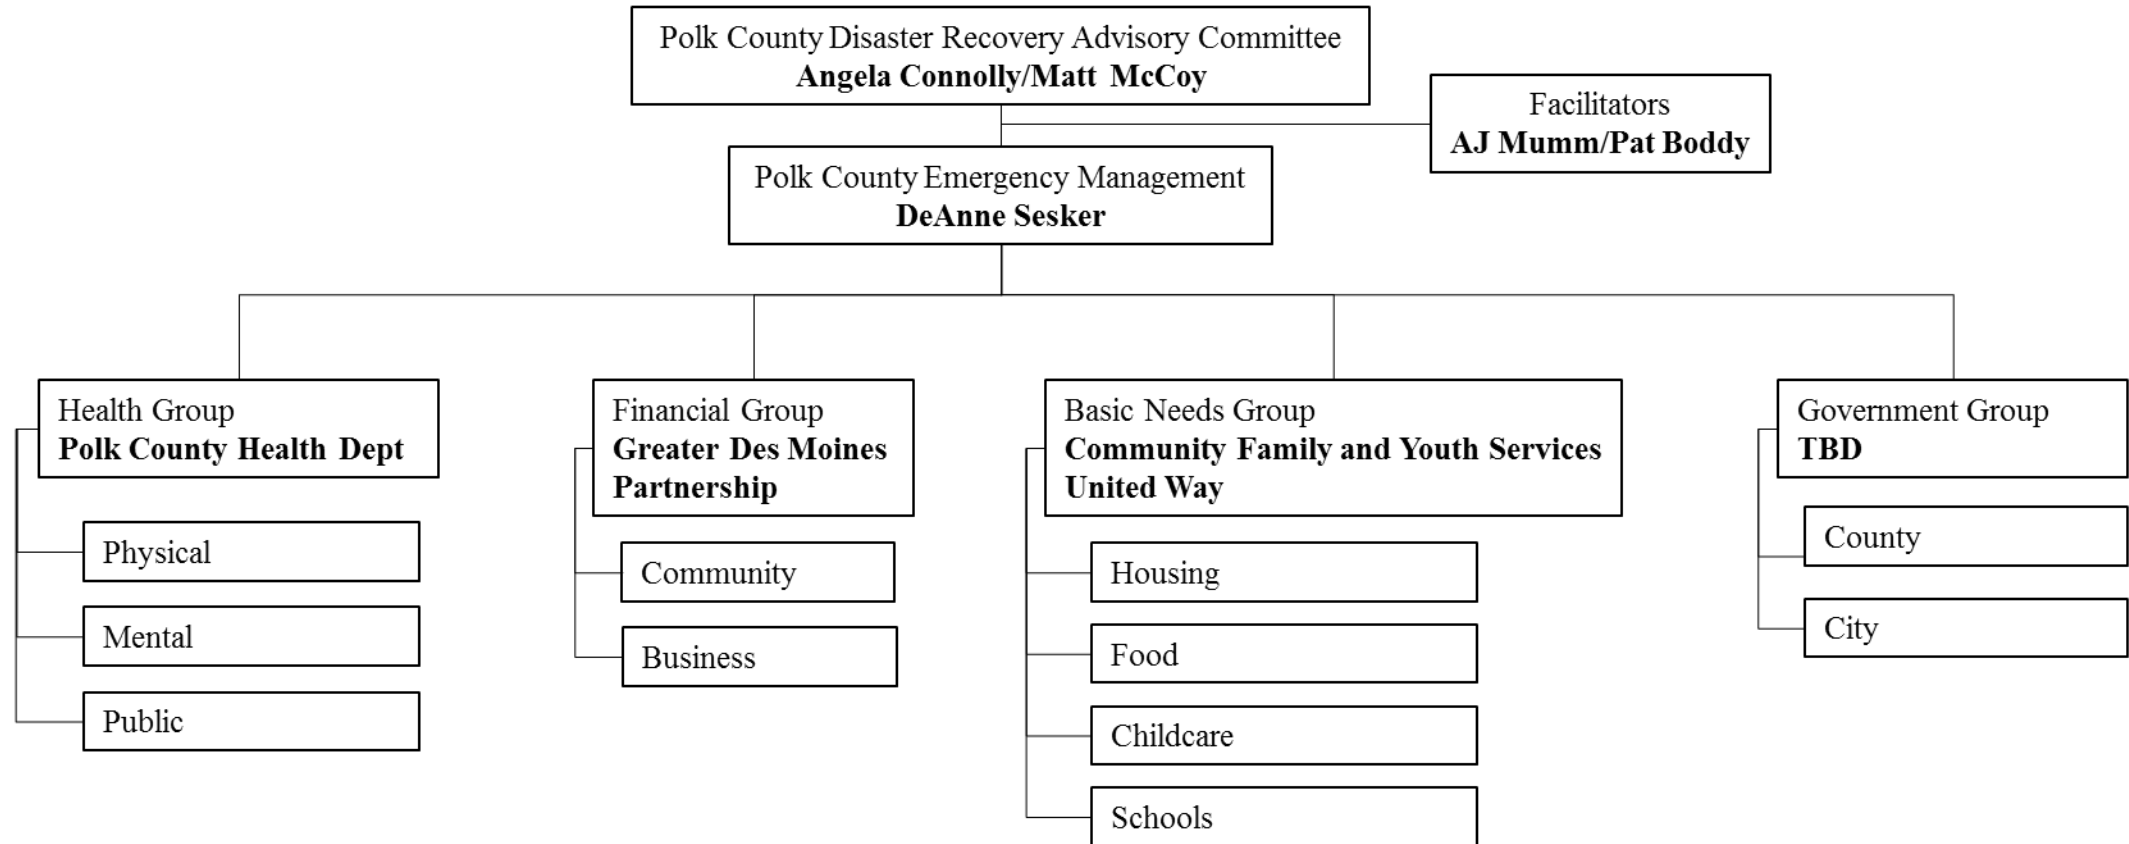 Polk County Disaster Recovery Advisory Committee
Angela Connolly/Matt McCoy
Facilitators
AJ Mumm/Pat Boddy
Polk County Emergency Management
DeAnne Sesker
Health Group
Polk County Health Dept
Physical
Mental
Public
Financial Group
Greater Des Moines
Partnership
Community
Business
Basic Needs Group
Community Family and Youth Services
United Way
Housing
Food
Childcare
Schools
Government Group
TBD
County
City